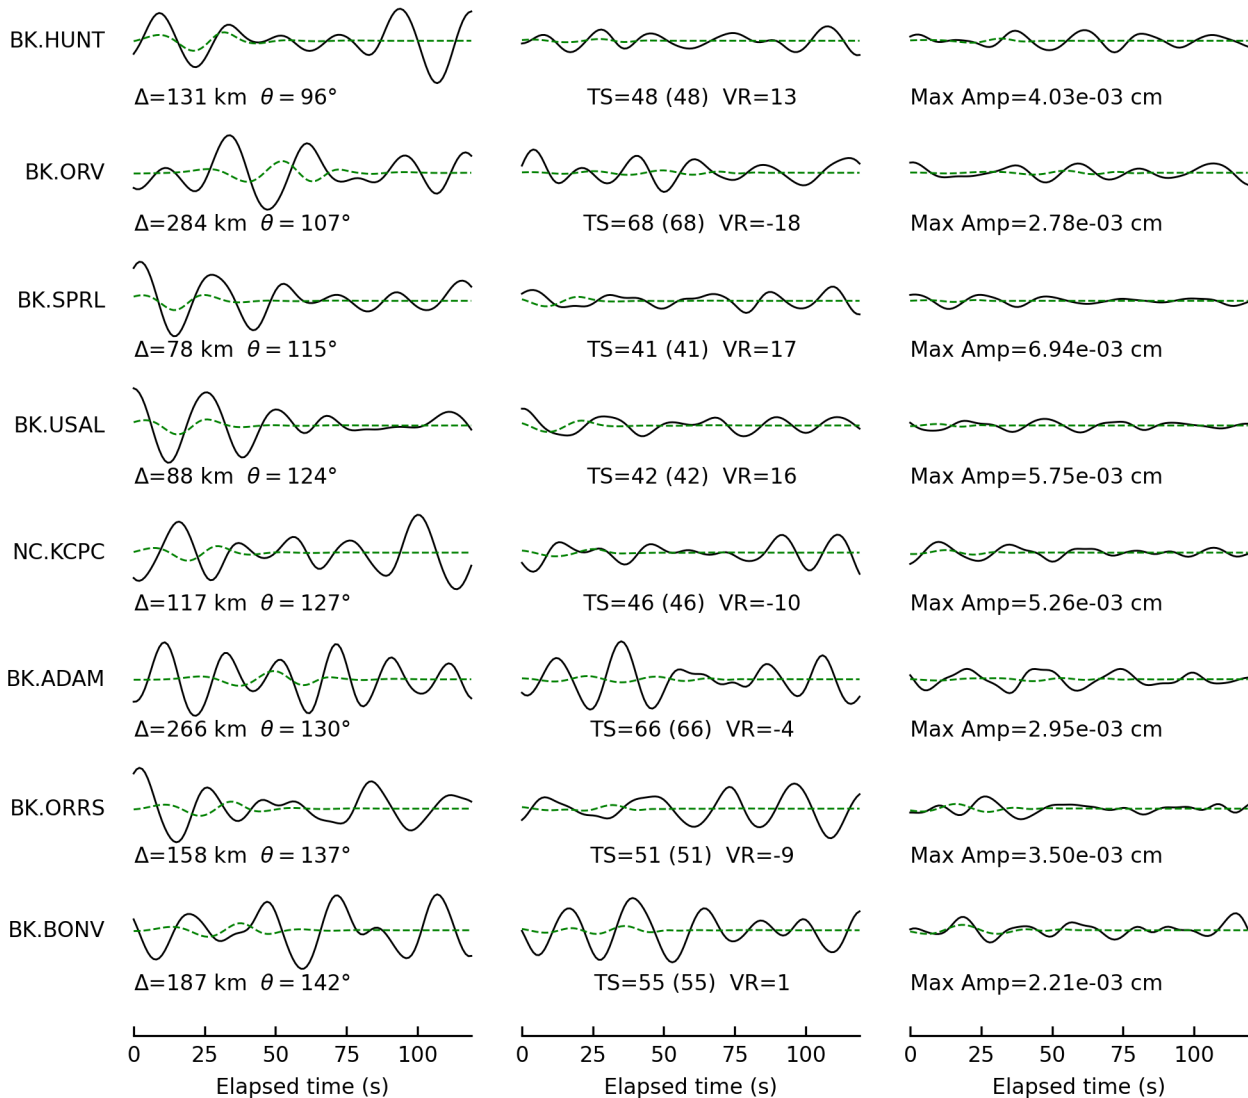 BK.HUNT
Δ=131 km θ = 96° TS=48 (48) VR=13 Max Amp=4.03e-03 cm
BK.ORV
Δ=284 km θ = 107° TS=68 (68) VR=-18 Max Amp=2.78e-03 cm
BK.SPRL
Δ=78 km θ = 115° TS=41 (41) VR=17 Max Amp=6.94e-03 cm
BK.USAL
Δ=88 km θ = 124° TS=42 (42) VR=16 Max Amp=5.75e-03 cm
NC.KCPC
Δ=117 km θ = 127° TS=46 (46) VR=-10 Max Amp=5.26e-03 cm
BK.ADAM
Δ=266 km θ = 130° TS=66 (66) VR=-4 Max Amp=2.95e-03 cm
BK.ORRS
Δ=158 km θ = 137° TS=51 (51) VR=-9 Max Amp=3.50e-03 cm
BK.BONV
Δ=187 km θ = 142° TS=55 (55) VR=1 Max Amp=2.21e-03 cm
0 25 50 75 100 0 25 50 75 100 0 25 50 75 100
Elapsed time (s) Elapsed time (s) Elapsed time (s)